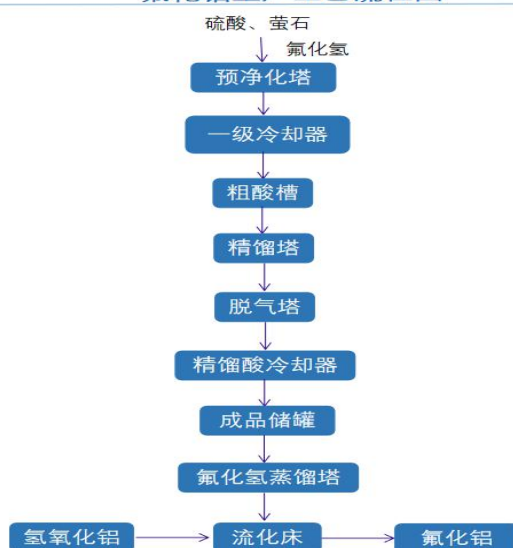 硫酸、萤石
氟化氢
预净化塔
一级冷却器
粗酸槽
精馏塔
脱气塔
精馏酸冷却器
成品储罐
氟化氢蒸馏塔
氢氧化铝
流化床
氟化铝